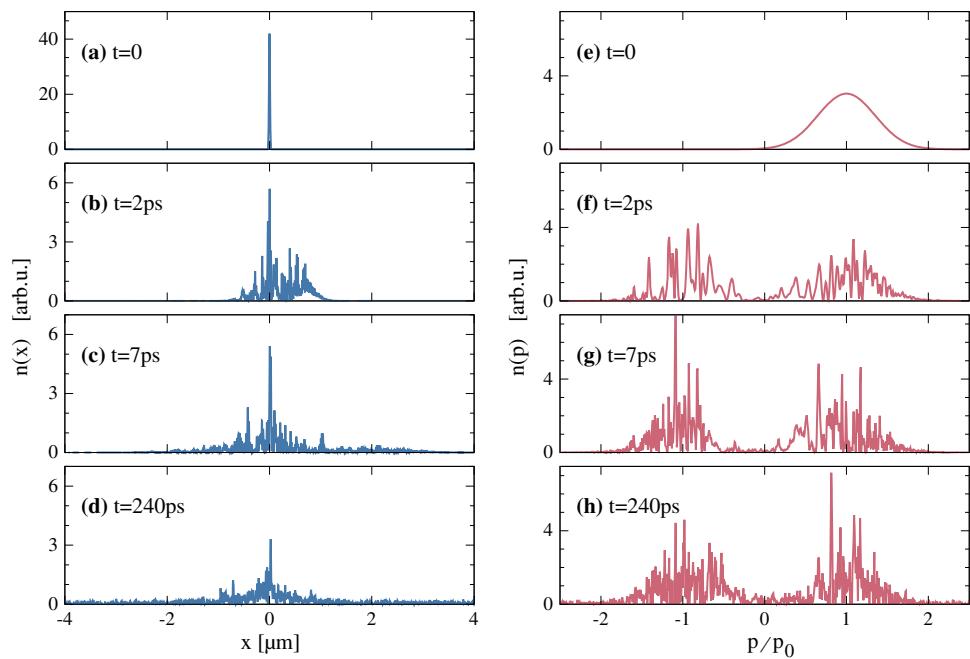 (a) t=0
40
20
0
(b) t=2ps
6
3
0
(c) t=7ps
6
3
0
(d) t=240ps
6
3
0
-4
-2
0
2
4
x [μm]
n(x) [arb.u.]
(e) t=0
4
0
(f) t=2ps
4
0
(g) t=7ps
4
0
(h) t=240ps
4
0
-2
-1
0
1
2
p/p0
n(p) [arb.u.]